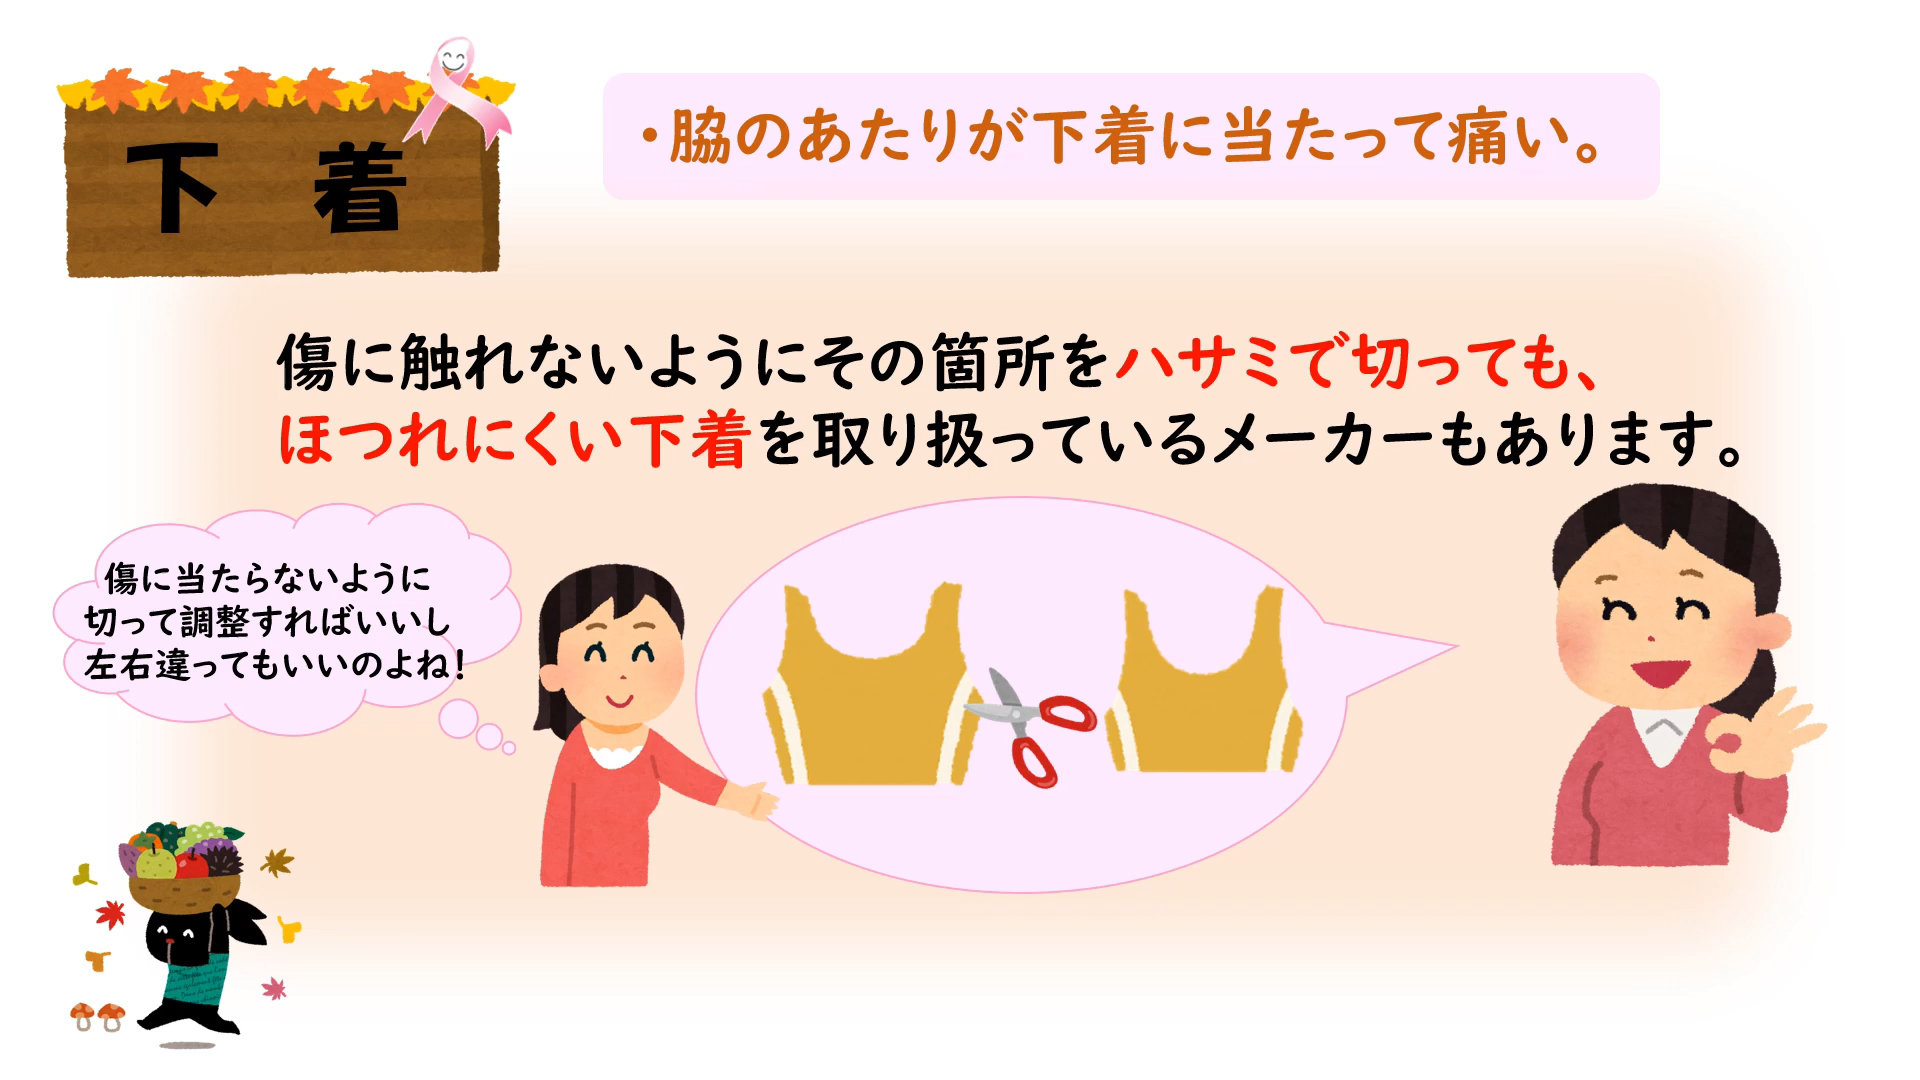 下 着
・脇のあたりが下着に当たって痛い。
傷に触れないようにその箇所をハサミで切っても、
ほつれにくい下着を取り扱っているメーカーもあります。
傷に当たらないように
切って調整すればいいし
左右違ってもいいのよね!